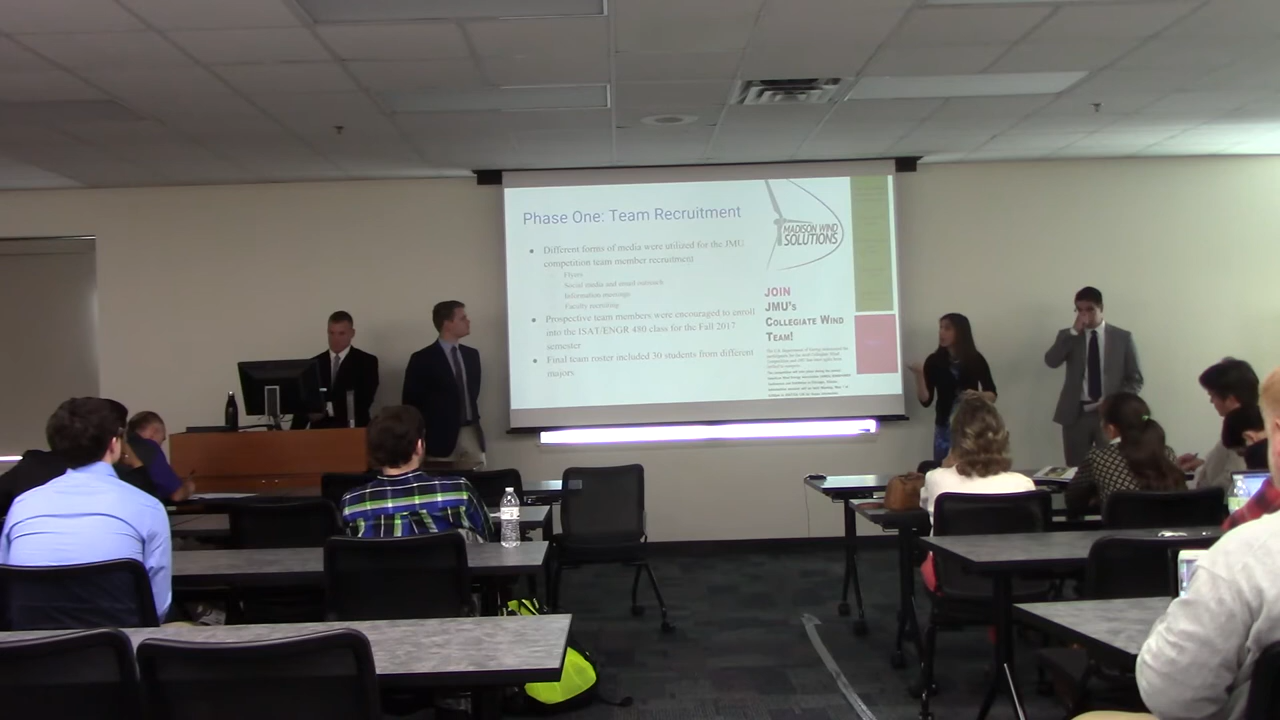 Phase One: Team Recruitment
MADISON WIND
SOLUTIONS
● Different forms of media were utilized for the JMU
competition team member recruitment
Flyers
Social media and email outreach
Information meetings
Faculty recruiting
● Prospective team members were encouraged to enroll
into the ISAT/ENGR 480 class for the Fall 2017
semester
● Final team roster included 30 students from different
majors.
JOIN
JMU's
COLLEGIATE WIND
TEAM!